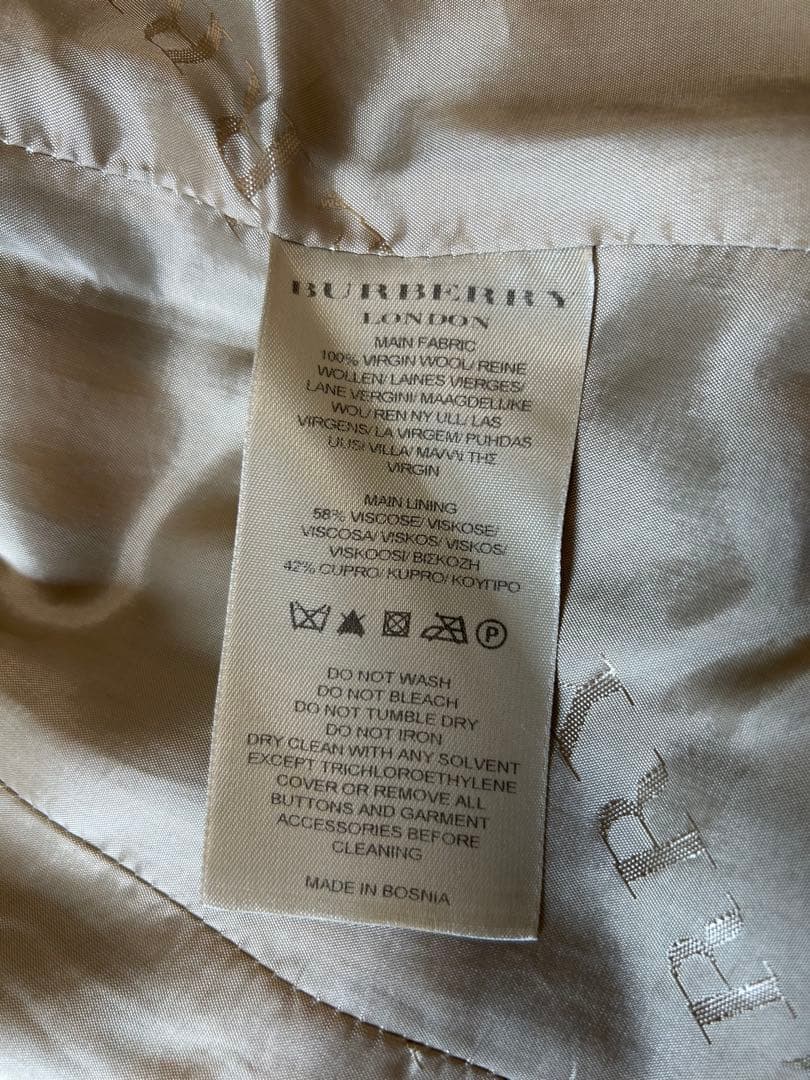 BURBERRY
LONDON
MAIN FABRIC
100% VIRGIN WOOL/ REINE
WOLLEN/ LAINES VIERGES/
LANE VERGINI/ MAAGDELIJKE
WOL/ REN NY ULL/ LAS
VIRGENS/ LA VIRGEM/ PUHDAS
UUSI VILLA/ ΜΑΛΛΙ ΤΗΣ
VIRGIN
MAIN LINING
58% VISCOSE/ VISKOSE/
VISCOSA/ VISKOS/ VISKOS/
VISKOOSI/ ΒΙΣΚΟΖΗ
42% CUPRO/ KUPRO/ ΚΟΥΠΡΟ
P
DO NOT WASH
DO NOT BLEACH
DO NOT TUMBLE DRY
DO NOT IRON
DRY CLEAN WITH ANY SOLVENT
EXCEPT TRICHLOROETHYLENE
COVER OR REMOVE ALL
BUTTONS AND GARMENT
ACCESSORIES BEFORE
CLEANING
MADE IN BOSNIA
R R